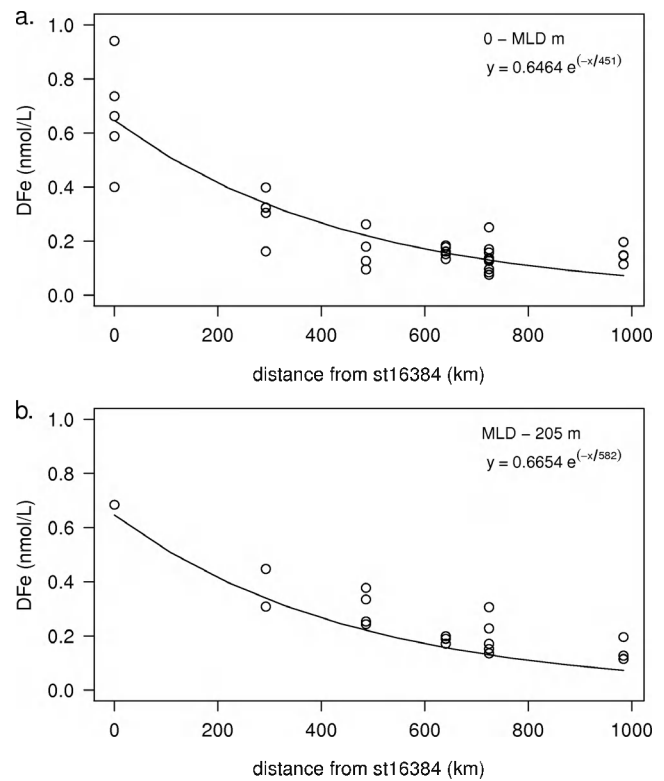 a.
0 – MLD m
y = 0.6464 e^(–x/451)
DFe (nmol/L)
1.0
0.8
0.6
0.4
0.2
0.0
0 200 400 600 800 1000
distance from st16384 (km)
b.
MLD – 205 m
y = 0.6654 e^(–x/582)
DFe (nmol/L)
1.0
0.8
0.6
0.4
0.2
0.0
0 200 400 600 800 1000
distance from st16384 (km)